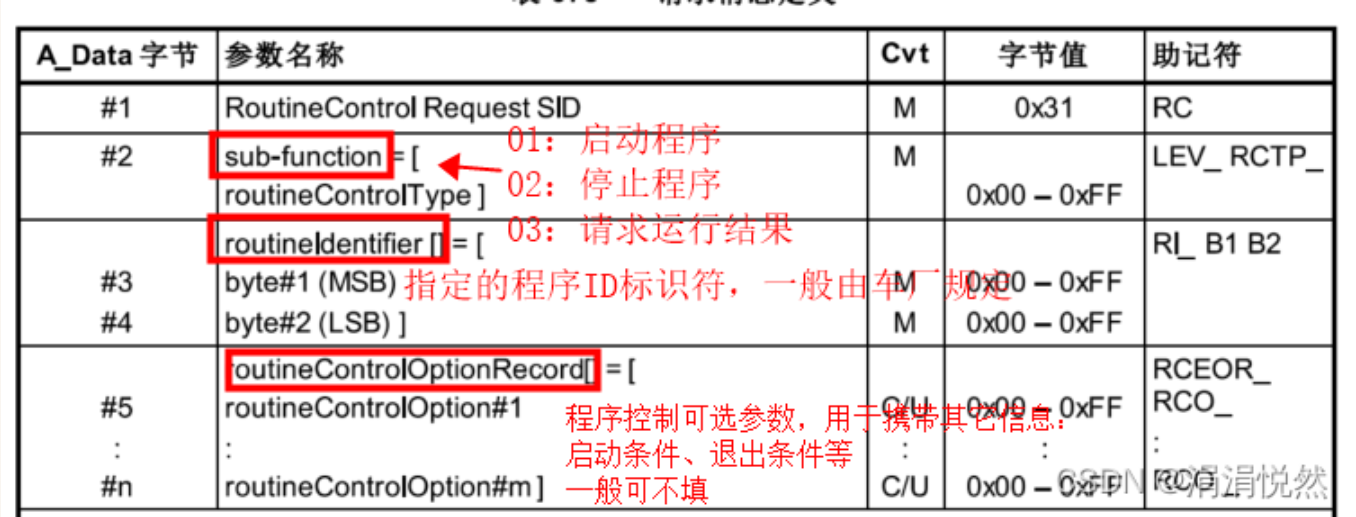 A_Data 字节 参数名称 Cvt 字节值 助记符
#1 RoutineControl Request SID M 0x31 RC
01: 启动程序
#2 sub-function = [ M LEV_ RCTP_
02: 停止程序
routineControlType ] 0x00 – 0xFF
03: 请求运行结果
routineIdentifier [] = [ RI_ B1 B2
#3 byte#1 (MSB) M 0x00 – 0xFF
指定的程序ID标识符，一般由车厂规定
#4 byte#2 (LSB) ] M 0x00 – 0xFF
routineControlOptionRecord[] = [ RCEOR_
#5 routineControlOption#1 C/U 0x00 – 0xFF RCO_
程序控制可选参数，用于携带其它信息：
: : : : :
启动条件、退出条件等
#n routineControlOption#m ] C/U 0x00 – 0xFF RCO_
一般可不填
CSDN @涓涓悦然